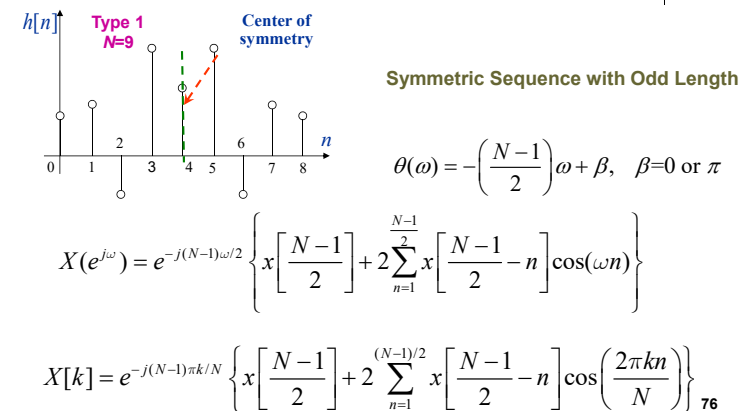 h[n] Type 1 Center of
N=9 symmetry
Symmetric Sequence with Odd Length
2 6 n
0 1 3 4 5 7 8
θ(ω) = −((N−1)/2)ω + β, β=0 or π
X(e^{jω}) = e^{−j(N−1)ω/2} { x[(N−1)/2] + 2 ∑_{n=1}^{(N−1)/2} x[(N−1)/2 − n] cos(ωn) }
X[k] = e^{−j(N−1)πk/N} { x[(N−1)/2] + 2 ∑_{n=1}^{(N−1)/2} x[(N−1)/2 − n] cos(2πkn/N) }
76